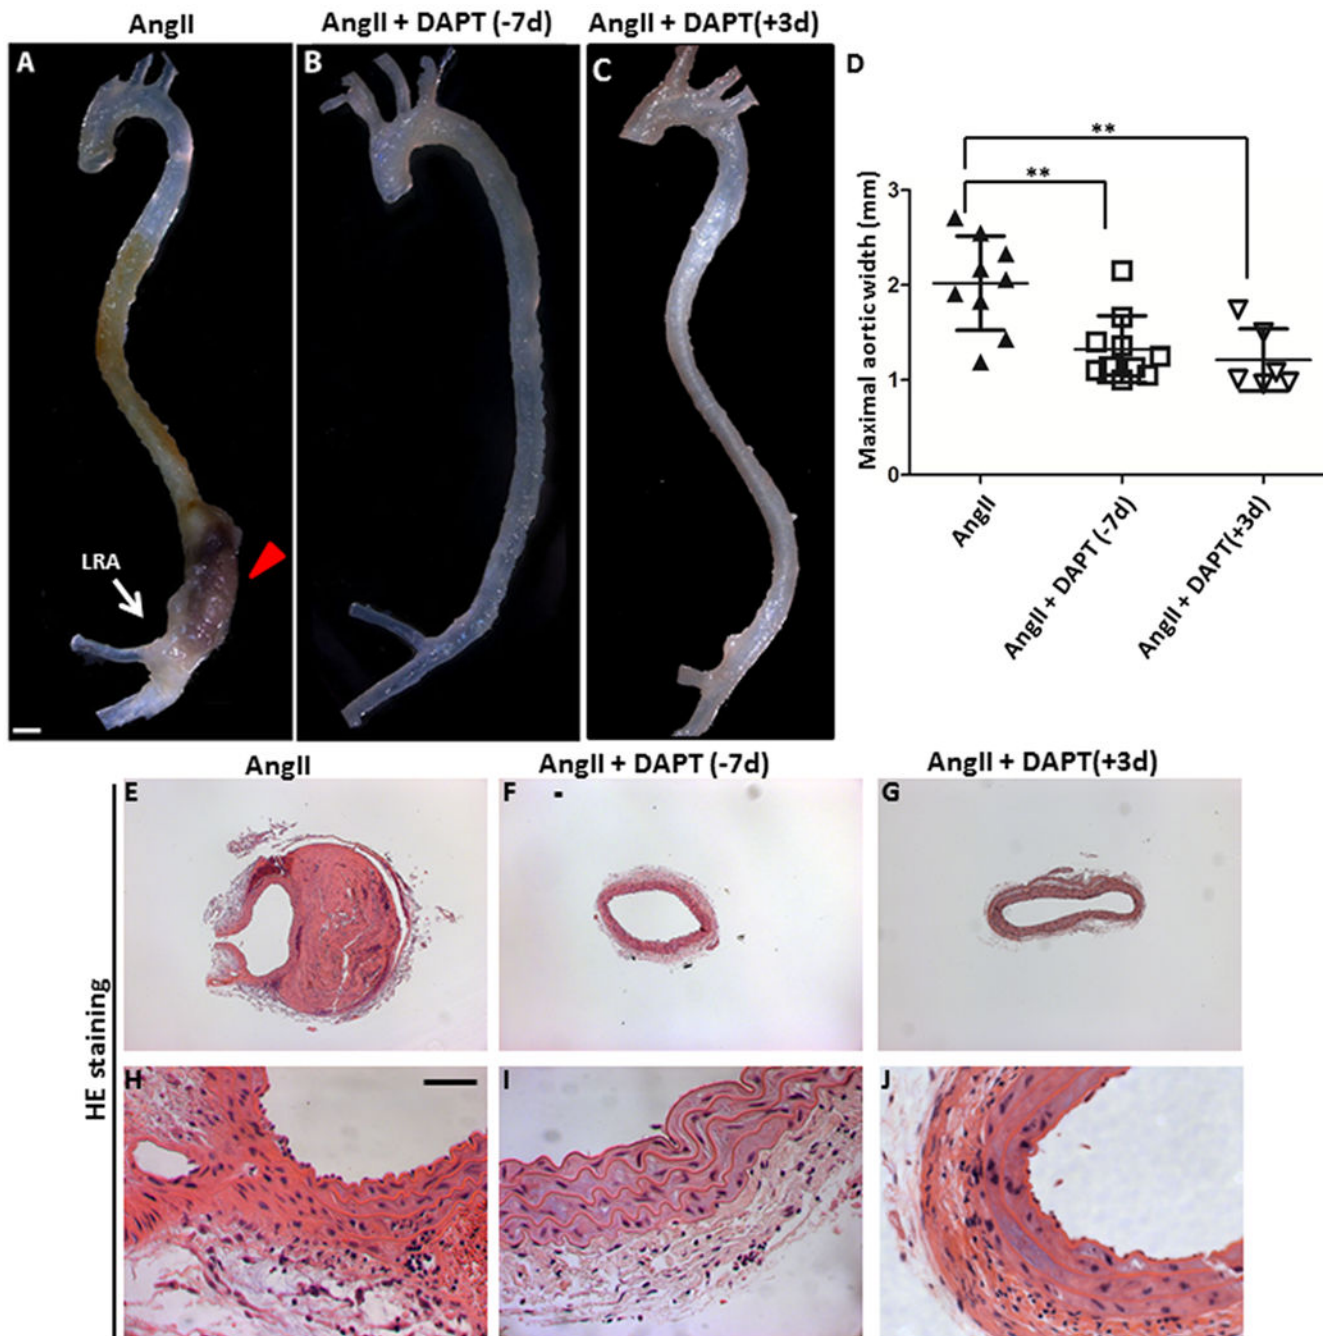 AngII
AngII + DAPT (-7d)
AngII + DAPT(+3d)
A
B
C
D
LRA
**
**
Maximal aortic width (mm)
3
2
1
0
AngII
AngII + DAPT (-7d)
AngII + DAPT(+3d)
AngII
AngII + DAPT (-7d)
AngII + DAPT(+3d)
HE staining
E
F
G
H
I
J